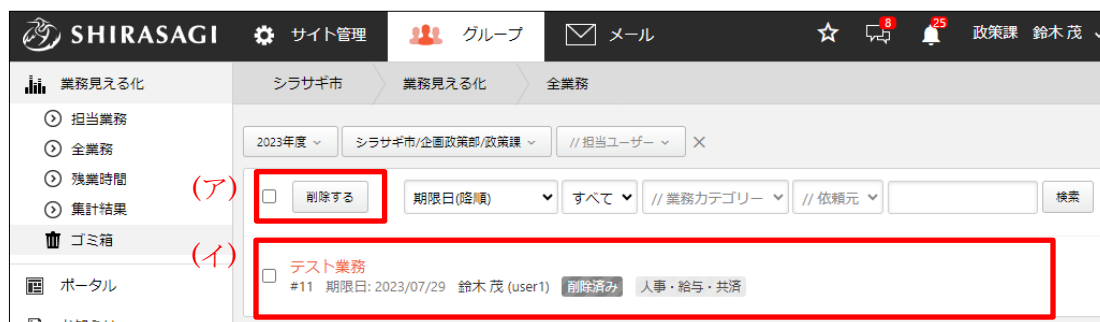 SHIRASAGI サイト管理 グループ メール 8 25 政策課 鈴木 茂
業務見える化
担当業務
全業務
残業時間
集計結果
ゴミ箱
ポータル
シラサギ市 業務見える化 全業務
2023年度 シラサギ市/企画政策部/政策課 // 担当ユーザー ×
(ア) 削除する 期限日(降順) すべて // 業務カテゴリー // 依頼元 検索
(イ) テスト業務
#11 期限日: 2023/07/29 鈴木 茂 (user1) 削除済み 人事・給与・共済